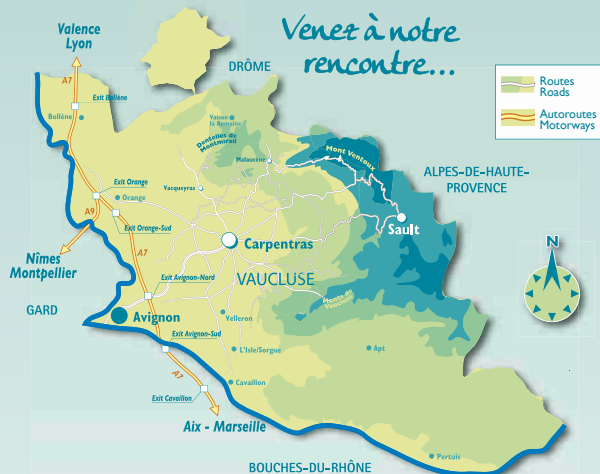 Venez à notre
rencontre...
Valence
Lyon
DRÔME
Routes
Roads
Autoroutes
Motorways
A7
Exit Bollène
Bollène
Vaison
la Romaine
Dentelles de
Montmirail
Malaucène
Mont Ventoux
ALPES-DE-HAUTE-
PROVENCE
Exit Orange
Orange
Vacqueyras
A9
Exit Orange-Sud
Sault
Nîmes
Montpellier
A7
Carpentras
N
Exit Avignon-Nord
VAUCLUSE
Monts de
Vaucluse
GARD
Avignon
Velleron
Exit Avignon-Sud
L'Isle/Sorgue
Apt
A7
Cavaillon
Exit Cavaillon
Aix - Marseille
Pertuis
BOUCHES-DU-RHÔNE